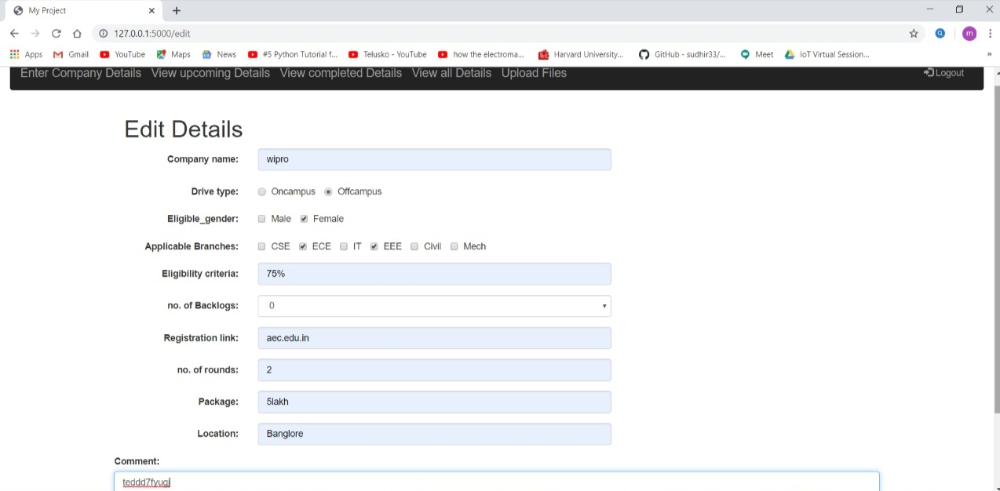 My Project
127.0.0.1:5000/edit
m
Apps Gmail YouTube Maps News #5 Python Tutorial f... Telusko - YouTube how the electroma... Harvard University... GitHub - sudhir33/... Meet IoT Virtual Session... »
Enter Company Details View upcoming Details View completed Details View all Details Upload Files Logout
Edit Details
Company name: wipro
Drive type: Oncampus Offcampus
Eligible_gender: Male Female
Applicable Branches: CSE ECE IT EEE Civil Mech
Eligibility criteria: 75%
no. of Backlogs: 0
Registration link: aec.edu.in
no. of rounds: 2
Package: 5lakh
Location: Banglore
Comment:
teddd7fyugj